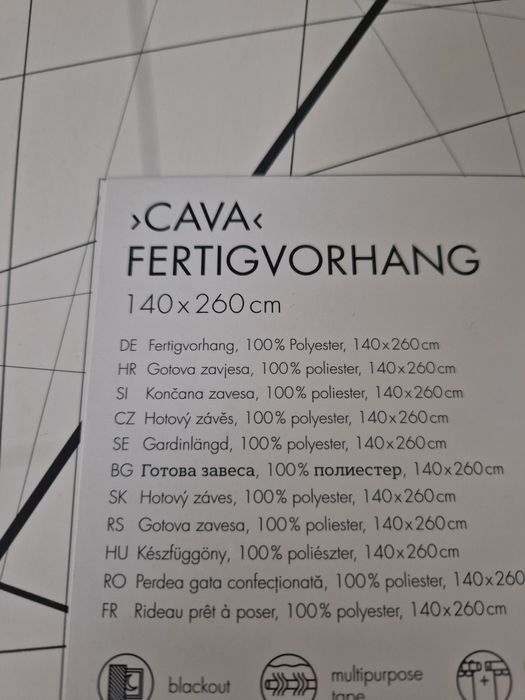 ›CAVA‹
FERTIGVORHANG
140 x 260 cm
DE Fertigvorhang, 100% Polyester, 140 x 260 cm
HR Gotova zavjesa, 100% poliester, 140 x 260 cm
SI Končana zavesa, 100% poliester, 140 x 260 cm
CZ Hotový závěs, 100% polyester, 140 x 260 cm
SE Gardinlängd, 100% polyester, 140 x 260 cm
BG Готова завеса, 100% полиестер, 140 x 260 cm
SK Hotový záves, 100% polyester, 140 x 260 cm
RS Gotova zavesa, 100% poliester, 140 x 260 cm
HU Készfüggöny, 100% poliészter, 140 x 260 cm
RO Perdea gata confecționată, 100% poliester, 140 x 260
FR Rideau prêt à poser, 100% polyester, 140 x 260 cm
blackout
multipurpose
tape